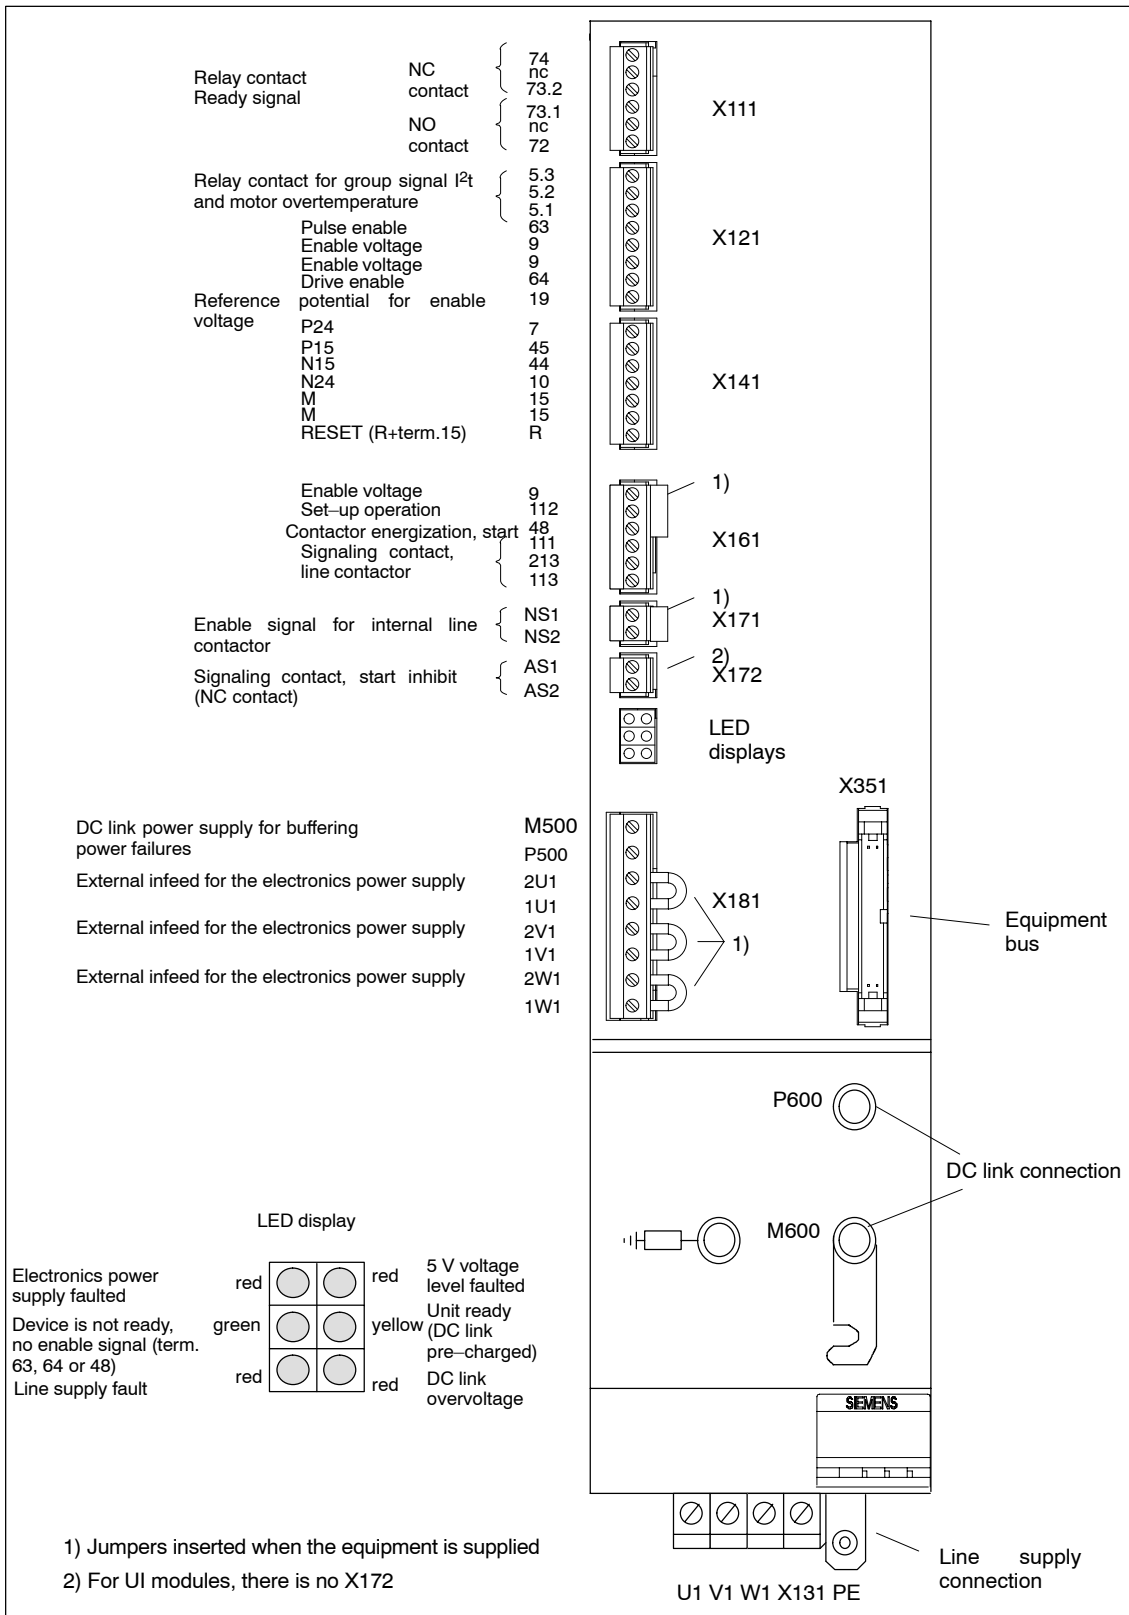 Relay contact
Ready signal
NC
contact
74
nc
73.2
NO
contact
73.1
nc
72
X111
Relay contact for group signal I²t
and motor overtemperature
5.3
5.2
5.1
Pulse enable 63
Enable voltage 9
Enable voltage 9
Drive enable 64
Reference potential for enable
voltage
19
X121
P24 7
P15 45
N15 44
N24 10
M 15
M 15
RESET (R+term.15) R
X141
Enable voltage 9
Set–up operation 112
Contactor energization, start 48
Signaling contact,
line contactor
111
213
113
1)
X161
Enable signal for internal line
contactor
NS1
NS2
1)
X171
Signaling contact, start inhibit
(NC contact)
AS1
AS2
2)
X172
LED
displays
X351
DC link power supply for buffering
power failures
M500
P500
External infeed for the electronics power supply 2U1
1U1
External infeed for the electronics power supply 2V1
1V1
External infeed for the electronics power supply 2W1
1W1
X181
1)
Equipment
bus
P600
DC link connection
M600
LED display
Electronics power
supply faulted
red
red
5 V voltage
level faulted
Device is not ready,
no enable signal (term.
63, 64 or 48)
green
yellow
Unit ready
(DC link
pre–charged)
Line supply fault
red
red
DC link
overvoltage
SIEMENS
1) Jumpers inserted when the equipment is supplied
2) For UI modules, there is no X172
U1 V1 W1 X131 PE
Line supply
connection